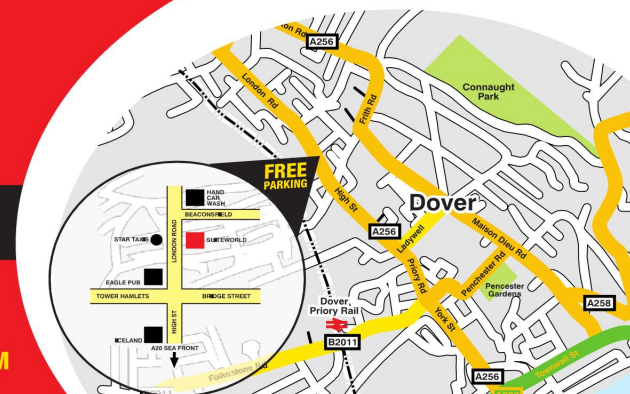 A256
London Rd
Frith Rd
Connaught
Park
FREE
PARKING
High St
Dover
A256
Ladywell
Maison Dieu Rd
Priory Rd
Penchester Rd
Pencester
Gardens
York St
A258
Dover
Priory Rail
B2011
Folkestone Rd
A256
Townwall St
HAND
CAR
WASH
BEACONSFIELD
LONDON ROAD
STAR TAXIS
SUITEWORLD
EAGLE PUB
TOWER HAMLETS
BRIDGE STREET
HIGH ST
ICELAND
A20 SEA FRONT
M